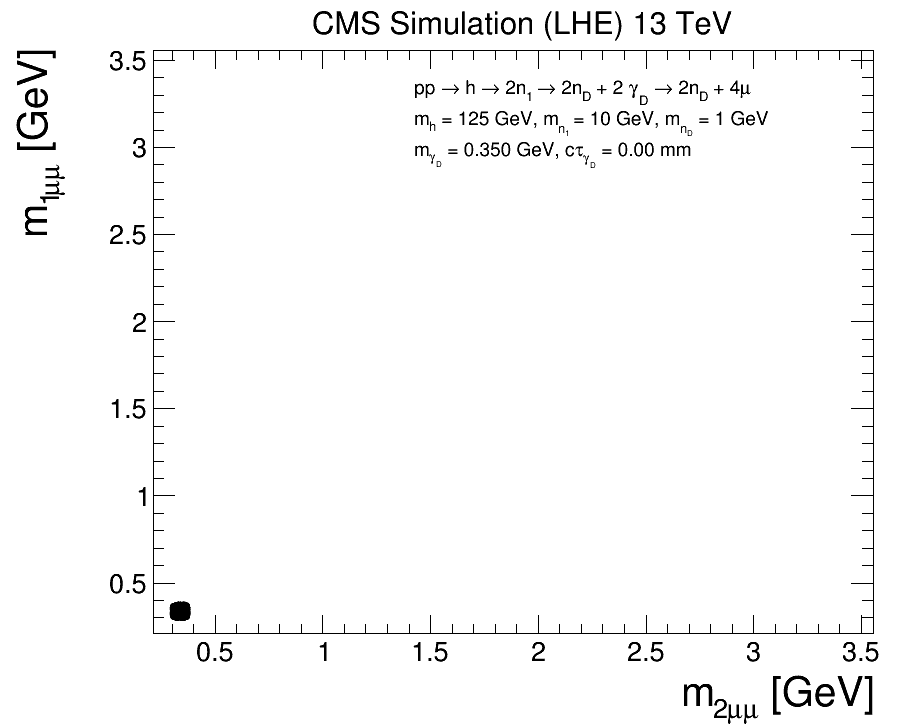 CMS Simulation (LHE) 13 TeV
m1μμ [GeV]
pp → h → 2n1 → 2nD + 2 γD → 2nD + 4μ
mh = 125 GeV, mn1 = 10 GeV, mnD = 1 GeV
mγD = 0.350 GeV, cτγD = 0.00 mm
3.5
3
2.5
2
1.5
1
0.5
0.5 1 1.5 2 2.5 3 3.5
m2μμ [GeV]